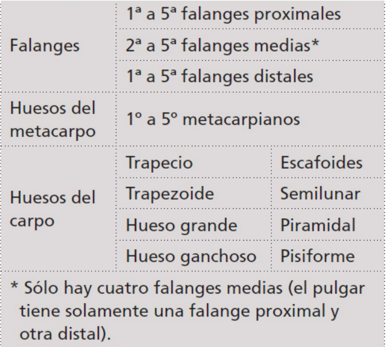 Falanges
1ª a 5ª falanges proximales
2ª a 5ª falanges medias*
1ª a 5ª falanges distales
Huesos del
metacarpo
1º a 5º metacarpianos
Huesos del
carpo
Trapecio Escafoides
Trapezoide Semilunar
Hueso grande Piramidal
Hueso ganchoso Pisiforme
* Sólo hay cuatro falanges medias (el pulgar
tiene solamente una falange proximal y
otra distal).